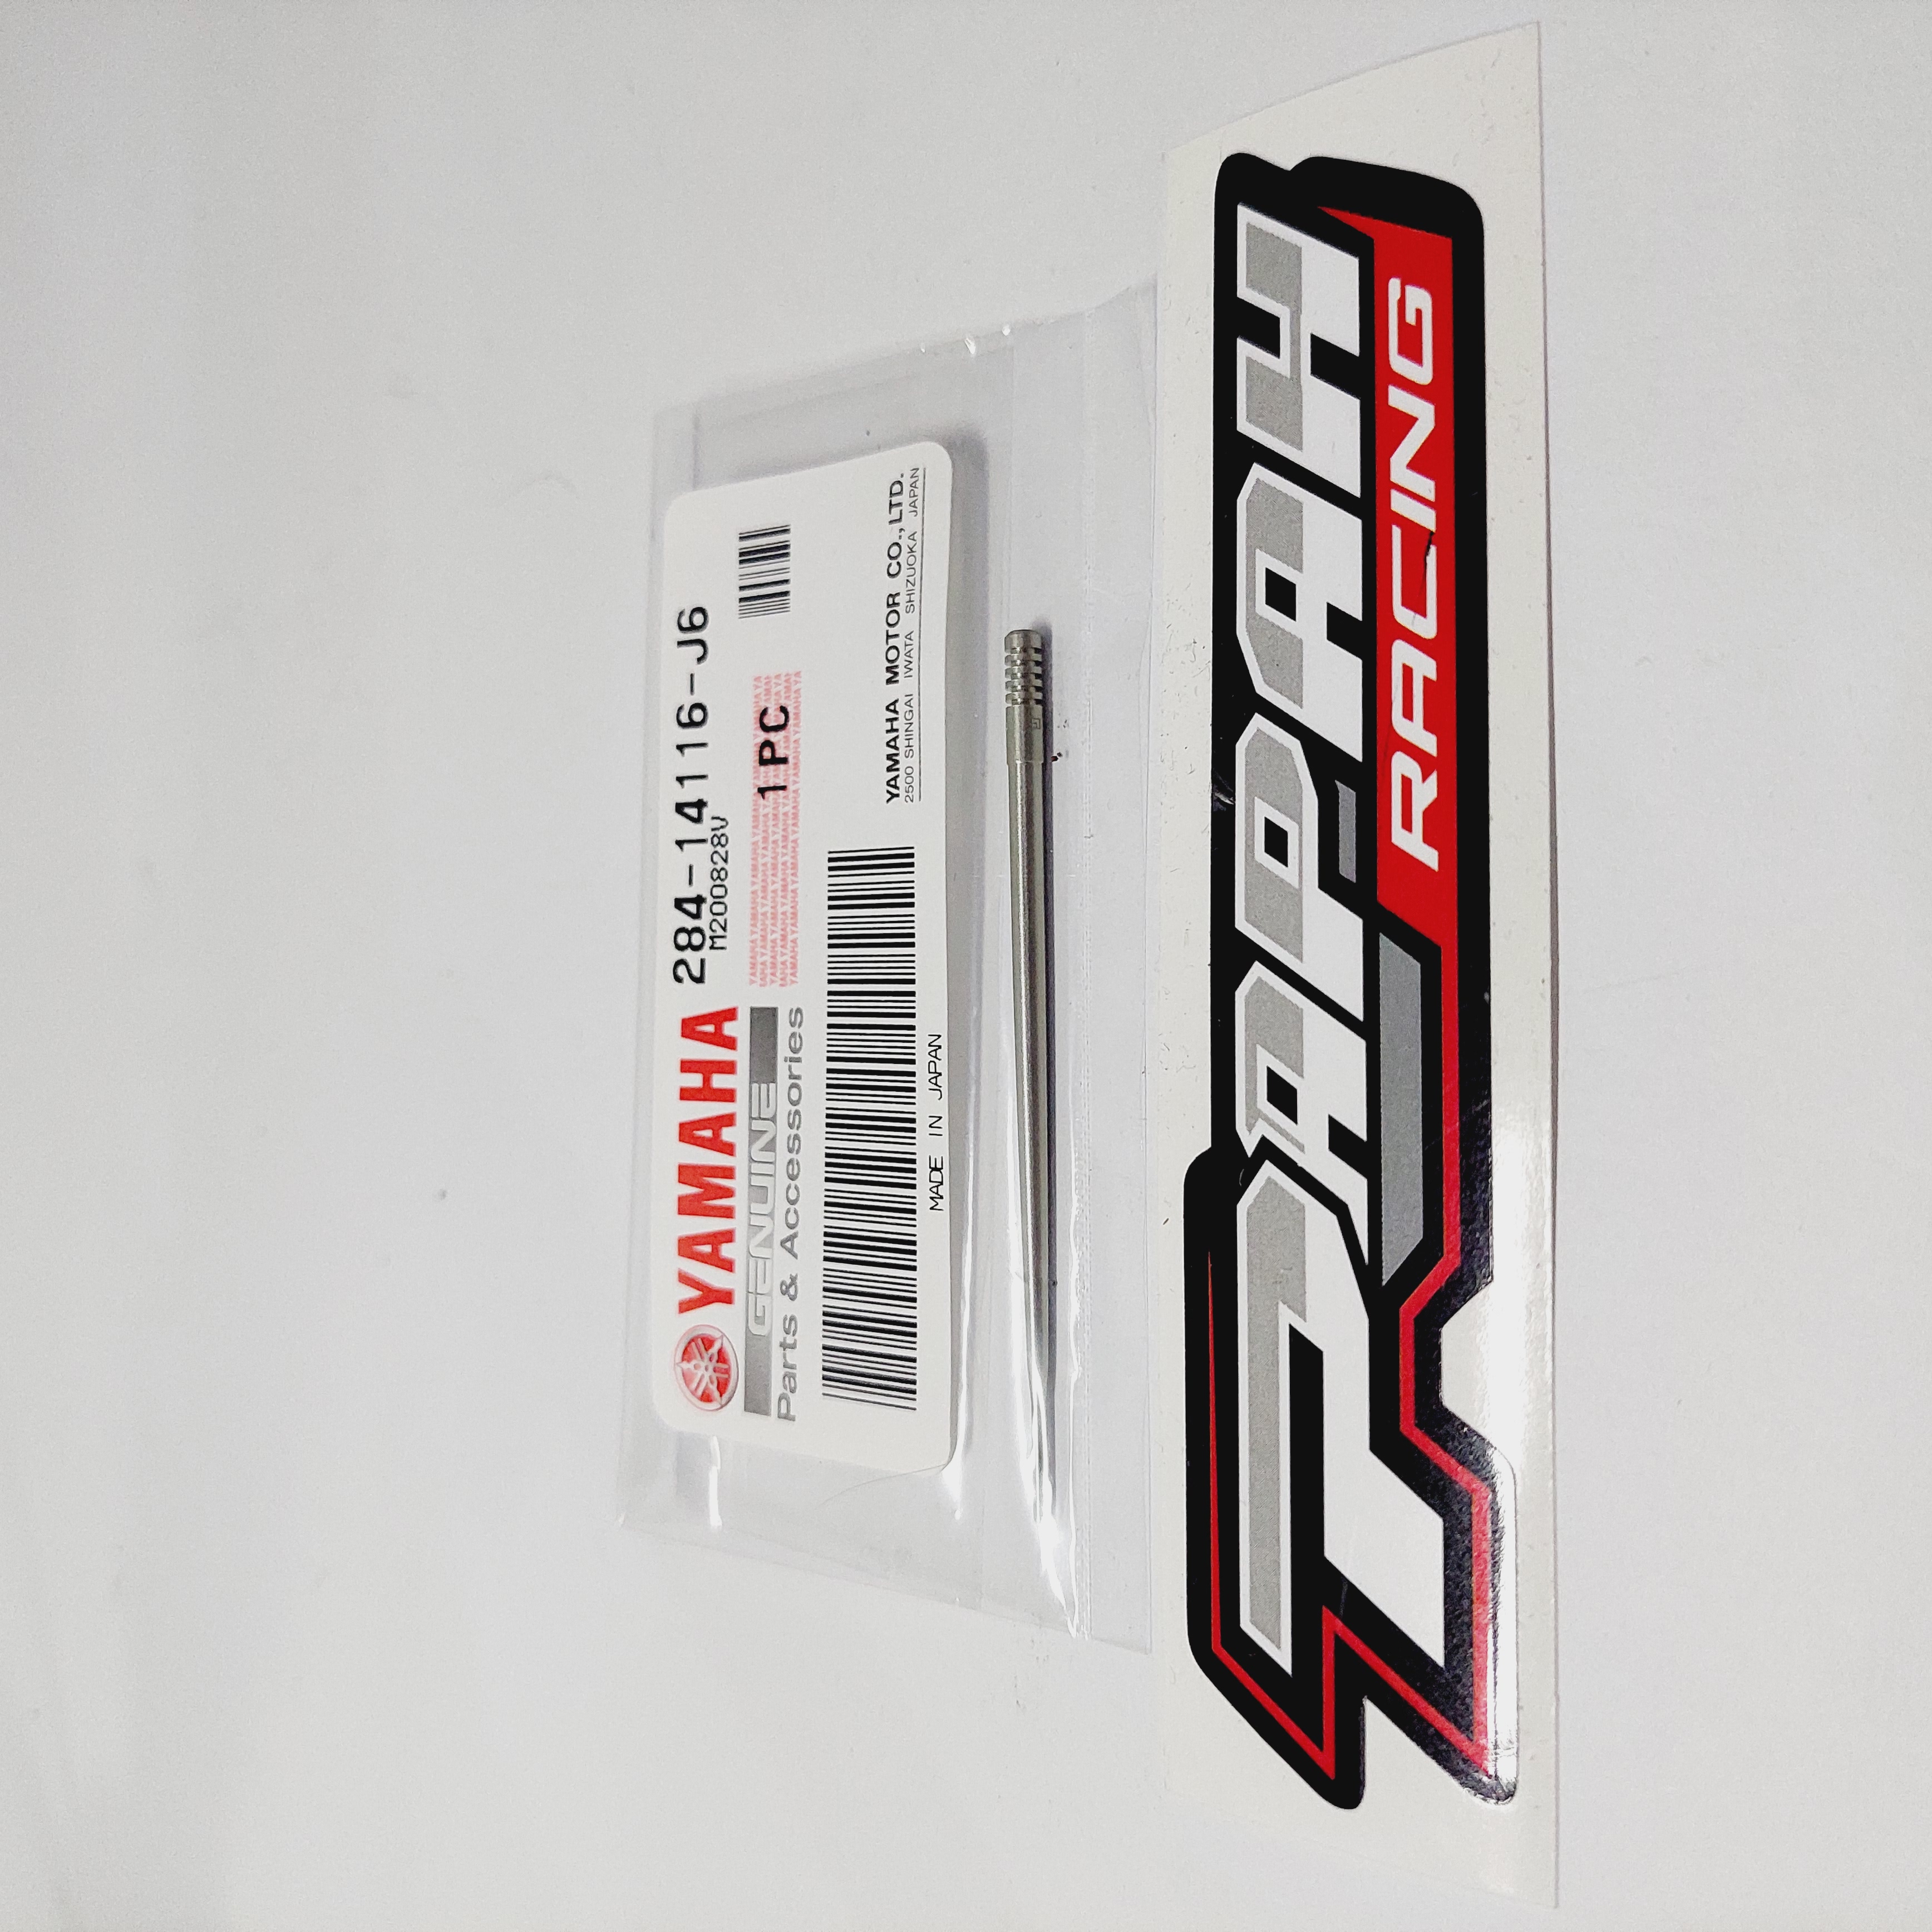 YAMAHA 284-14116-J6
M200828V
GENUINE
Parts & Accessories
1 PC
YAMAHA MOTOR CO., LTD.
2500 SHINGAI IWATA SHIZUOKA JAPAN
MADE IN JAPAN
RACING